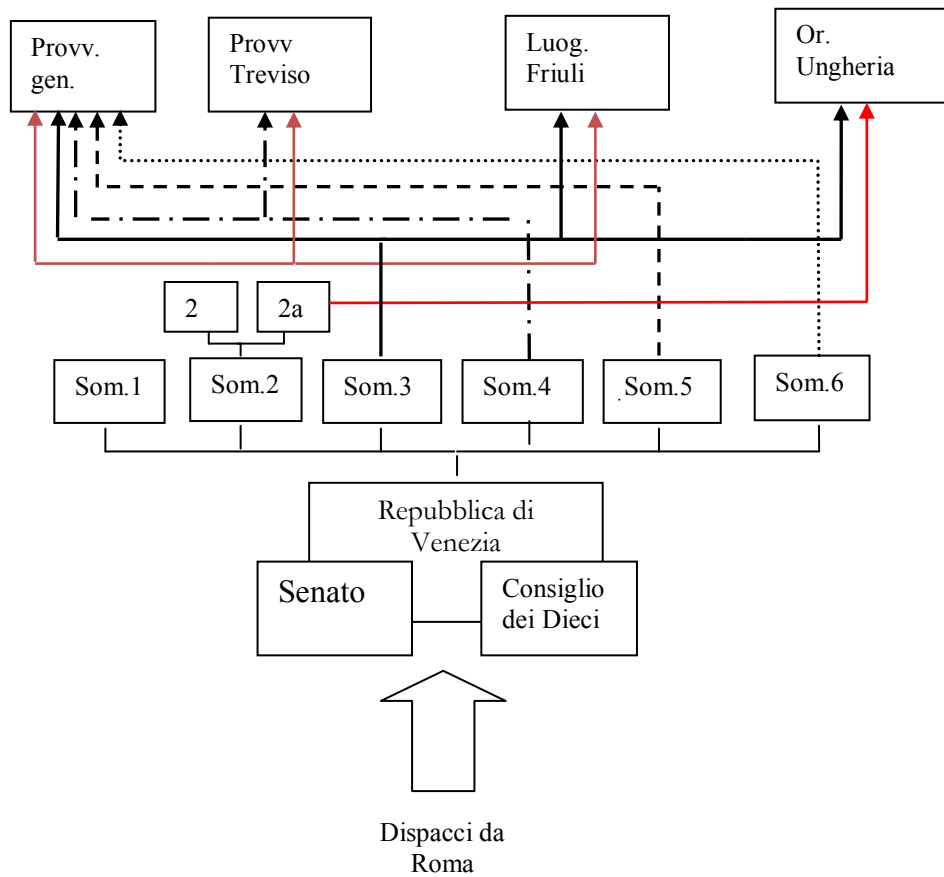 Provv.
gen.
Provv
Treviso
Luog.
Friuli
Or.
Ungheria
2
2a
Som.1
Som.2
Som.3
Som.4
Som.5
Som.6
Repubblica di
Venezia
Senato
Consiglio
dei Dieci
Dispacci da
Roma